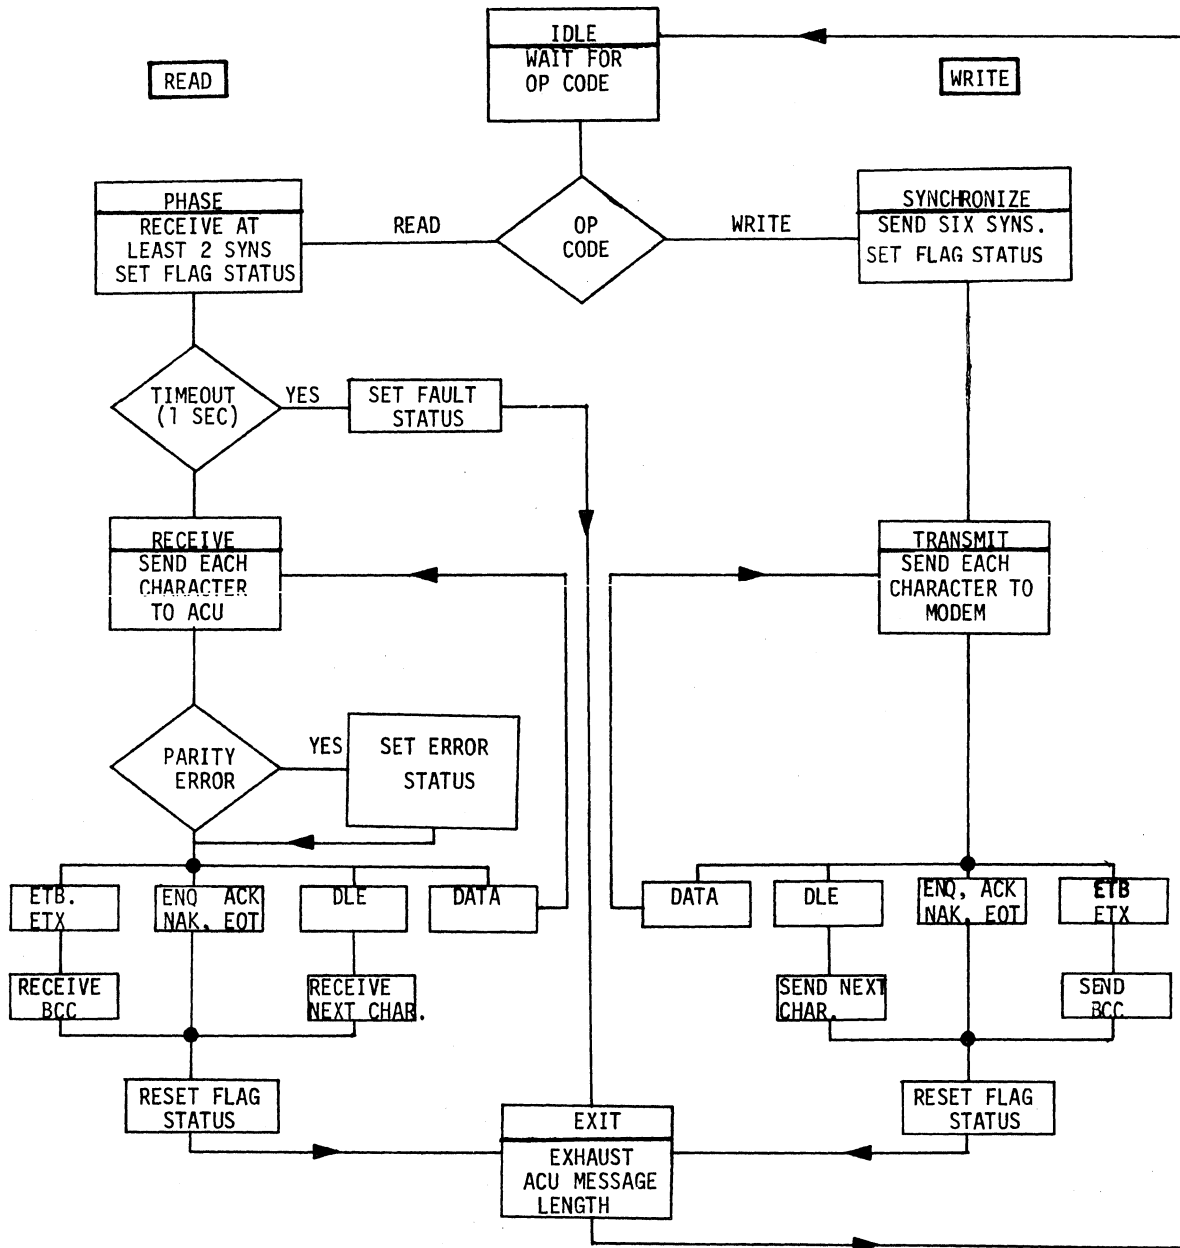 IDLE
WAIT FOR
OP CODE
READ
WRITE
PHASE
RECEIVE AT
LEAST 2 SYNS
SET FLAG STATUS
READ
OP
CODE
WRITE
SYNCHRONIZE
SEND SIX SYNS.
SET FLAG STATUS
TIMEOUT
(1 SEC)
YES
SET FAULT
STATUS
RECEIVE
SEND EACH
CHARACTER
TO ACU
TRANSMIT
SEND EACH
CHARACTER TO
MODEM
PARITY
ERROR
YES
SET ERROR
STATUS
ETB.
ETX
ENQ ACK
NAK, EOT
DLE
DATA
DATA
DLE
ENQ, ACK
NAK, EOT
ETB
ETX
RECEIVE
BCC
RECEIVE
NEXT CHAR.
SEND NEXT
CHAR.
SEND
BCC
RESET FLAG
STATUS
RESET FLAG
STATUS
EXIT
EXHAUST
ACU MESSAGE
LENGTH